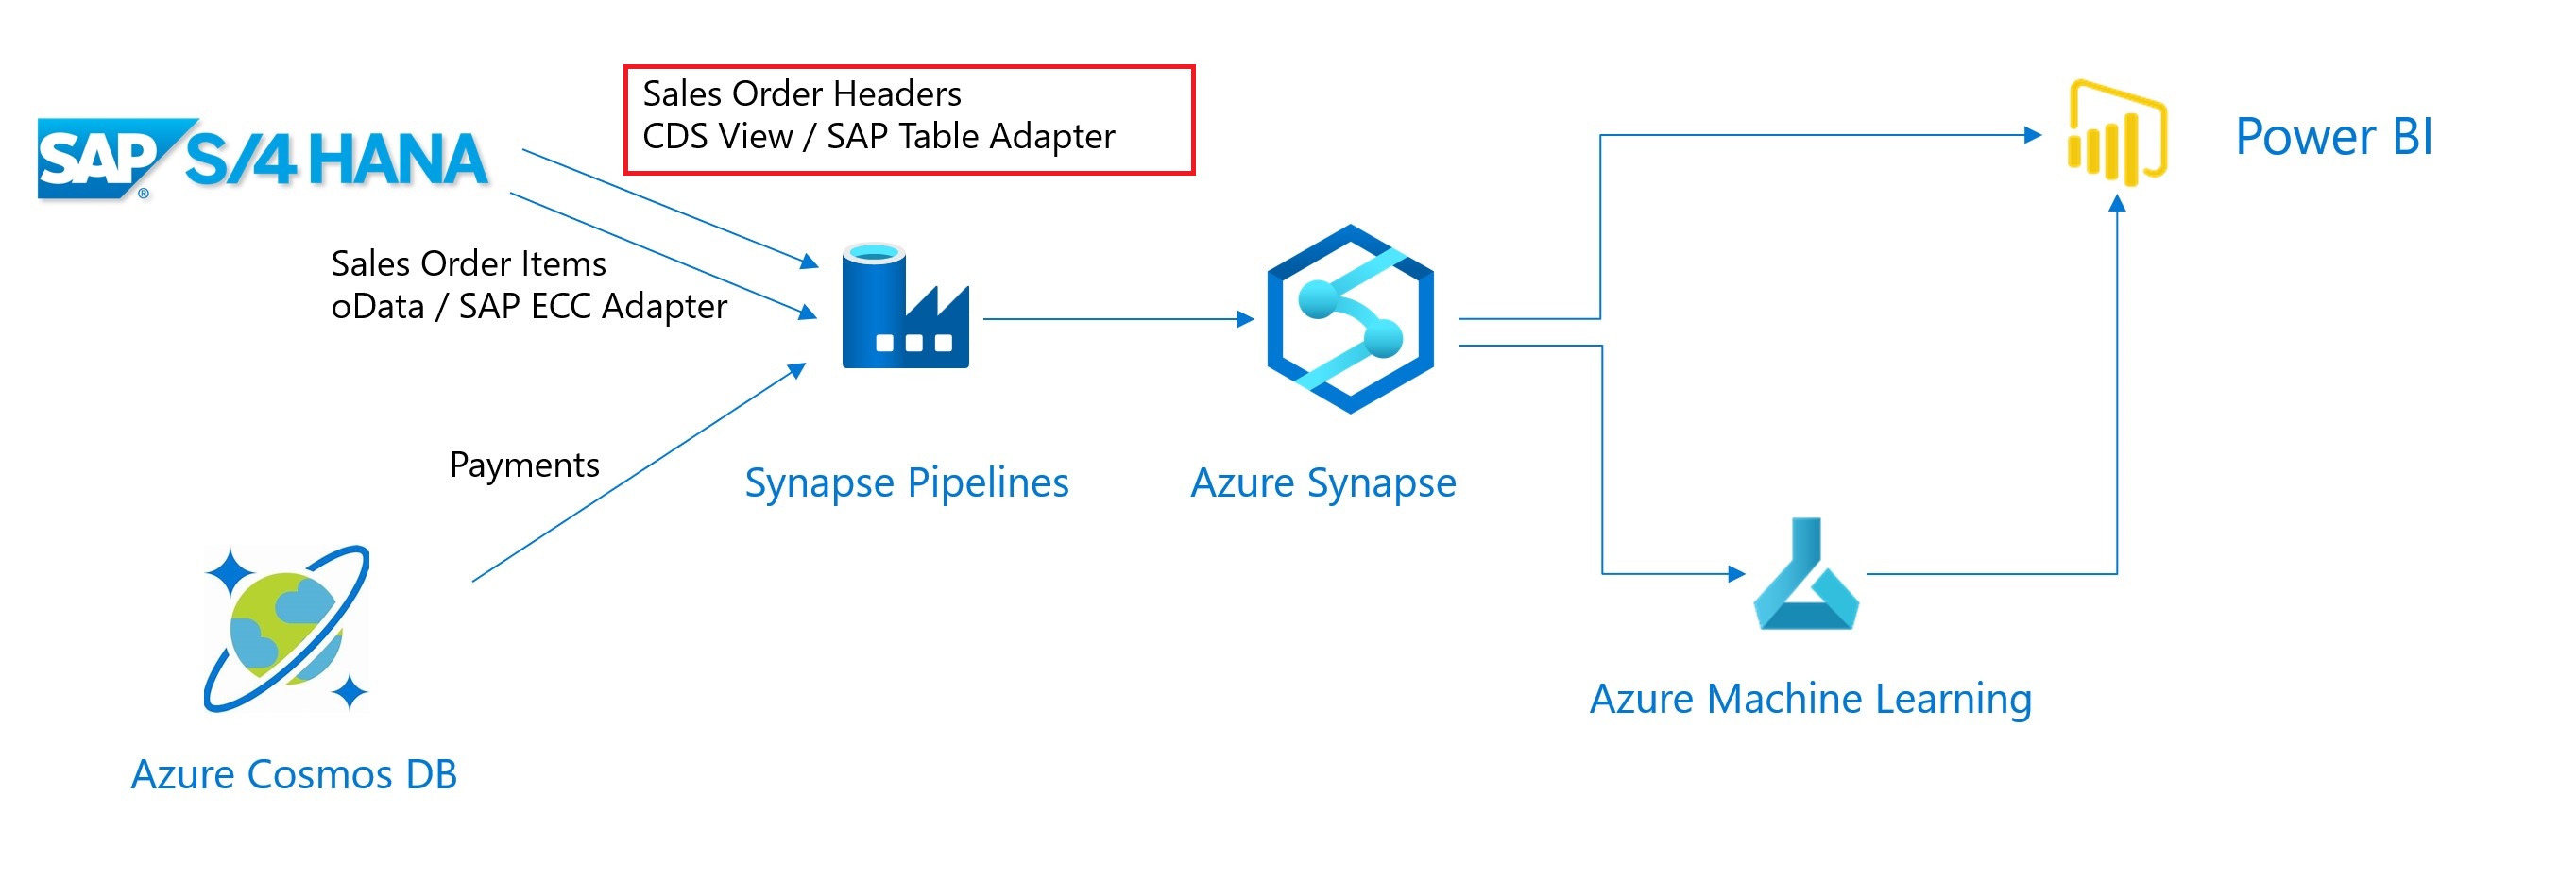 Sales Order Headers
CDS View / SAP Table Adapter
SAP® S/4 HANA
Power BI
Sales Order Items
oData / SAP ECC Adapter
Payments
Synapse Pipelines
Azure Synapse
Azure Machine Learning
Azure Cosmos DB